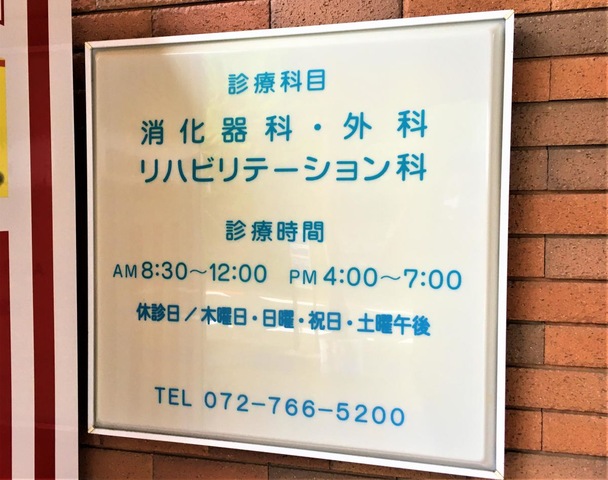 診療科目
消化器科・外科
リハビリテーション科
診療時間
AM8:30〜12:00 PM4:00〜7:00
休診日／木曜日・日曜・祝日・土曜午後
TEL 072-766-5200